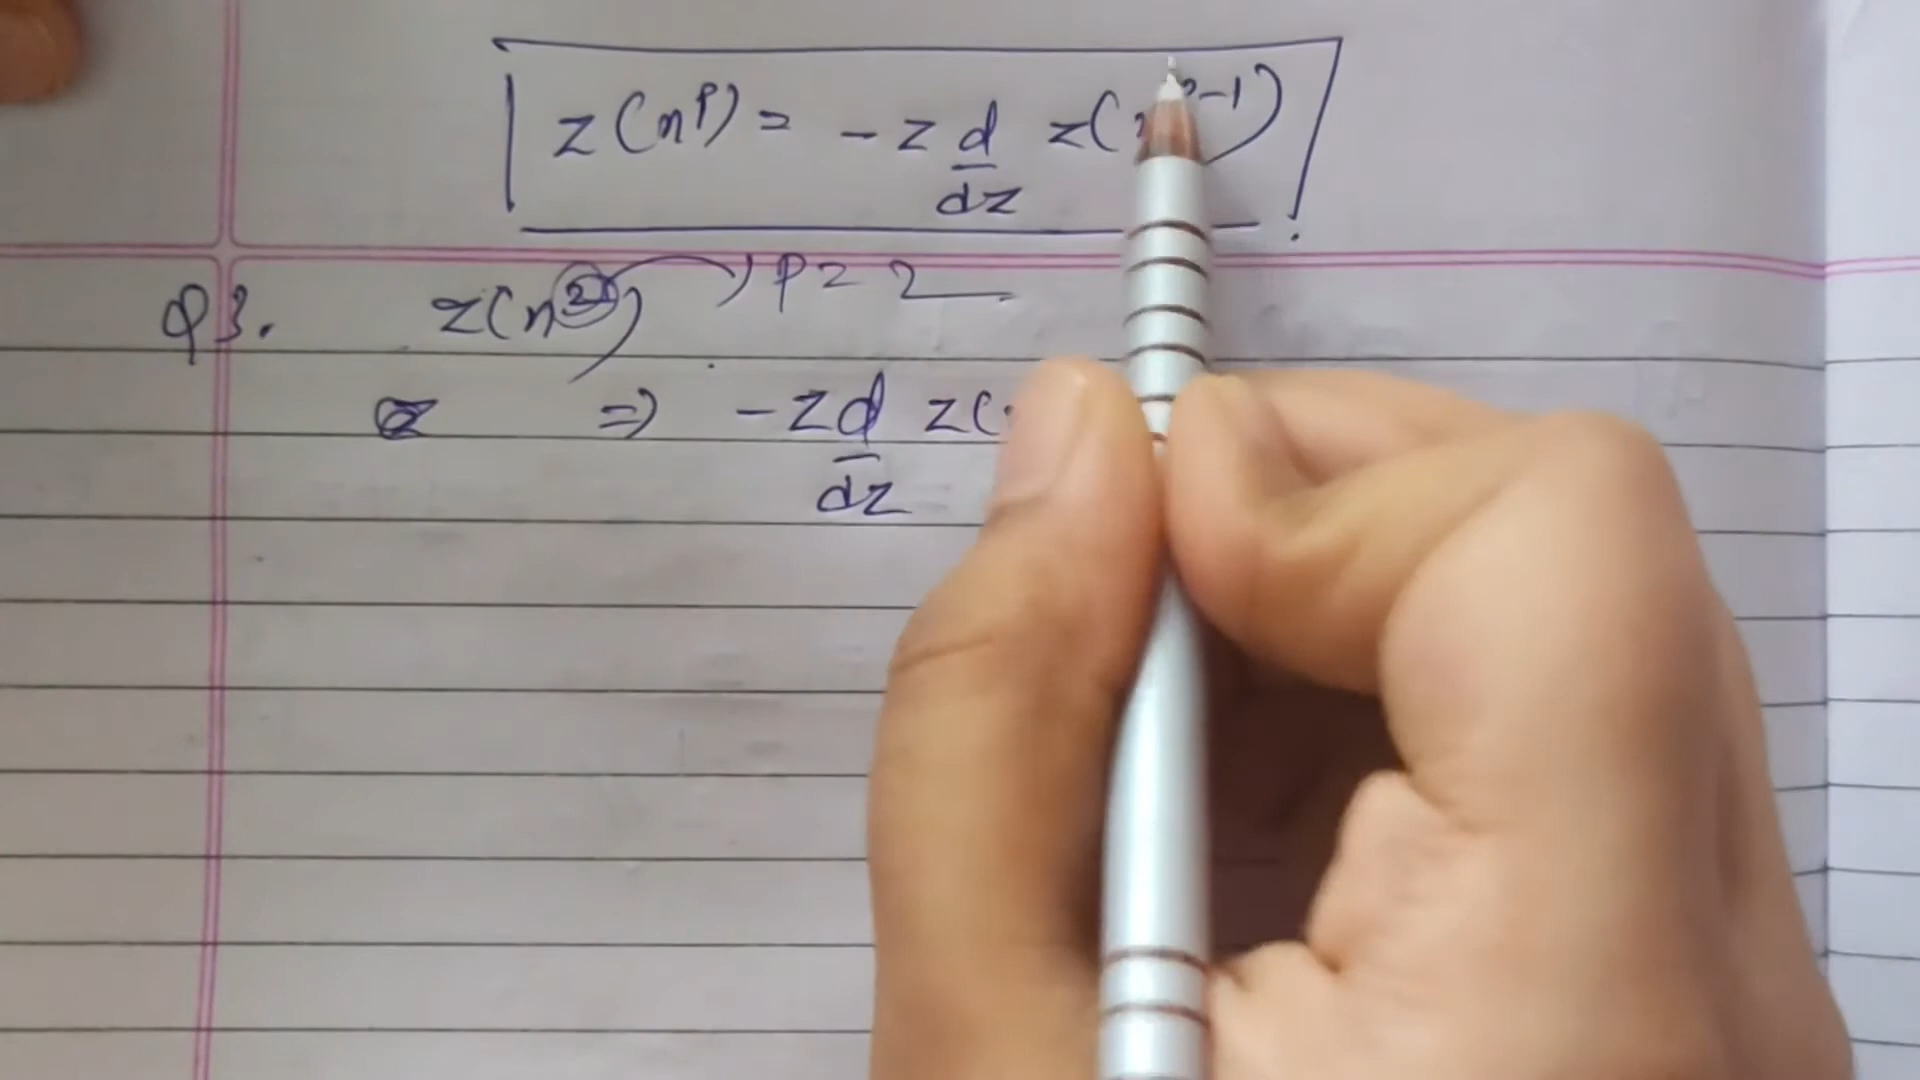 z(n^p) = -z d/dz z(n^p-1)
Q3. z(n^2) → p = 2
z ⇒ -z d/dz z(